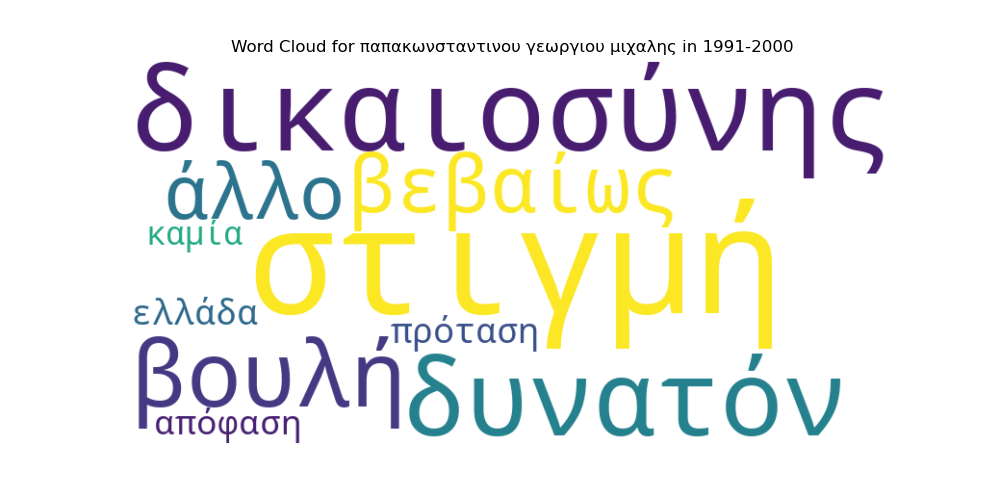 Word Cloud for παπακωνσταντινου γεωργιου μιχαλης in 1991-2000
δικαιοσύνης
άλλο βεβαίως
καμία
στιγμή
ελλάδα
πρόταση
βουλή
δυνατόν
απόφαση